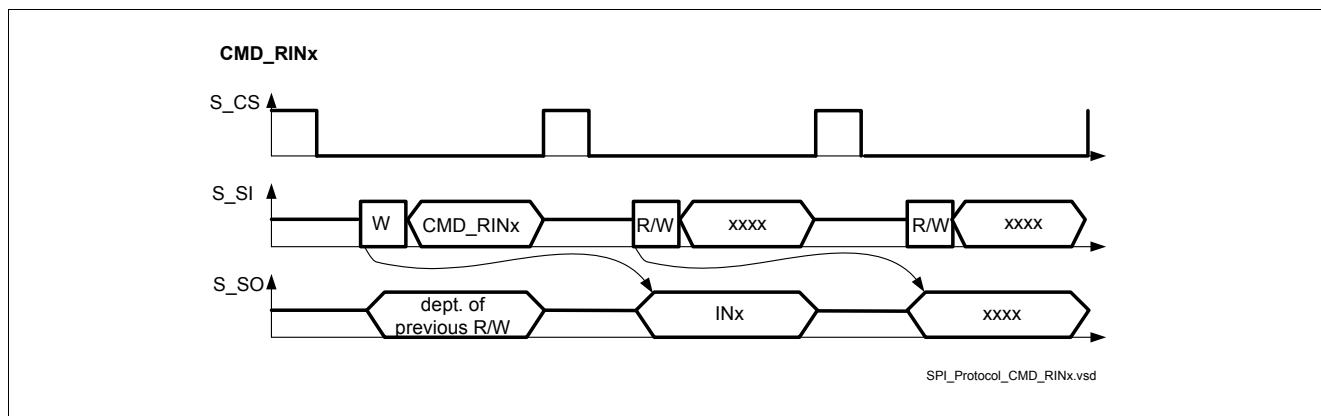 CMD_RINx
S_CS
S_SI
W
CMD_RINx
R/W
xxxx
R/W
xxxx
S_SO
dept. of
previous R/W
INx
xxxx
SPI_Protocol_CMD_RINx.vsd